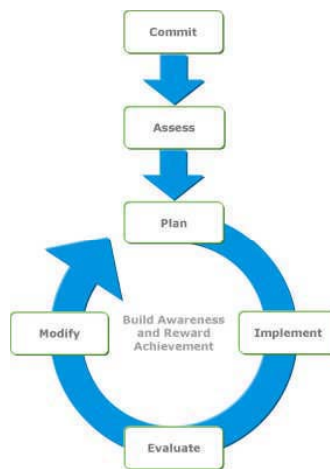 Commit
Assess
Plan
Build Awareness
and Reward
Achievement
Modify
Implement
Evaluate